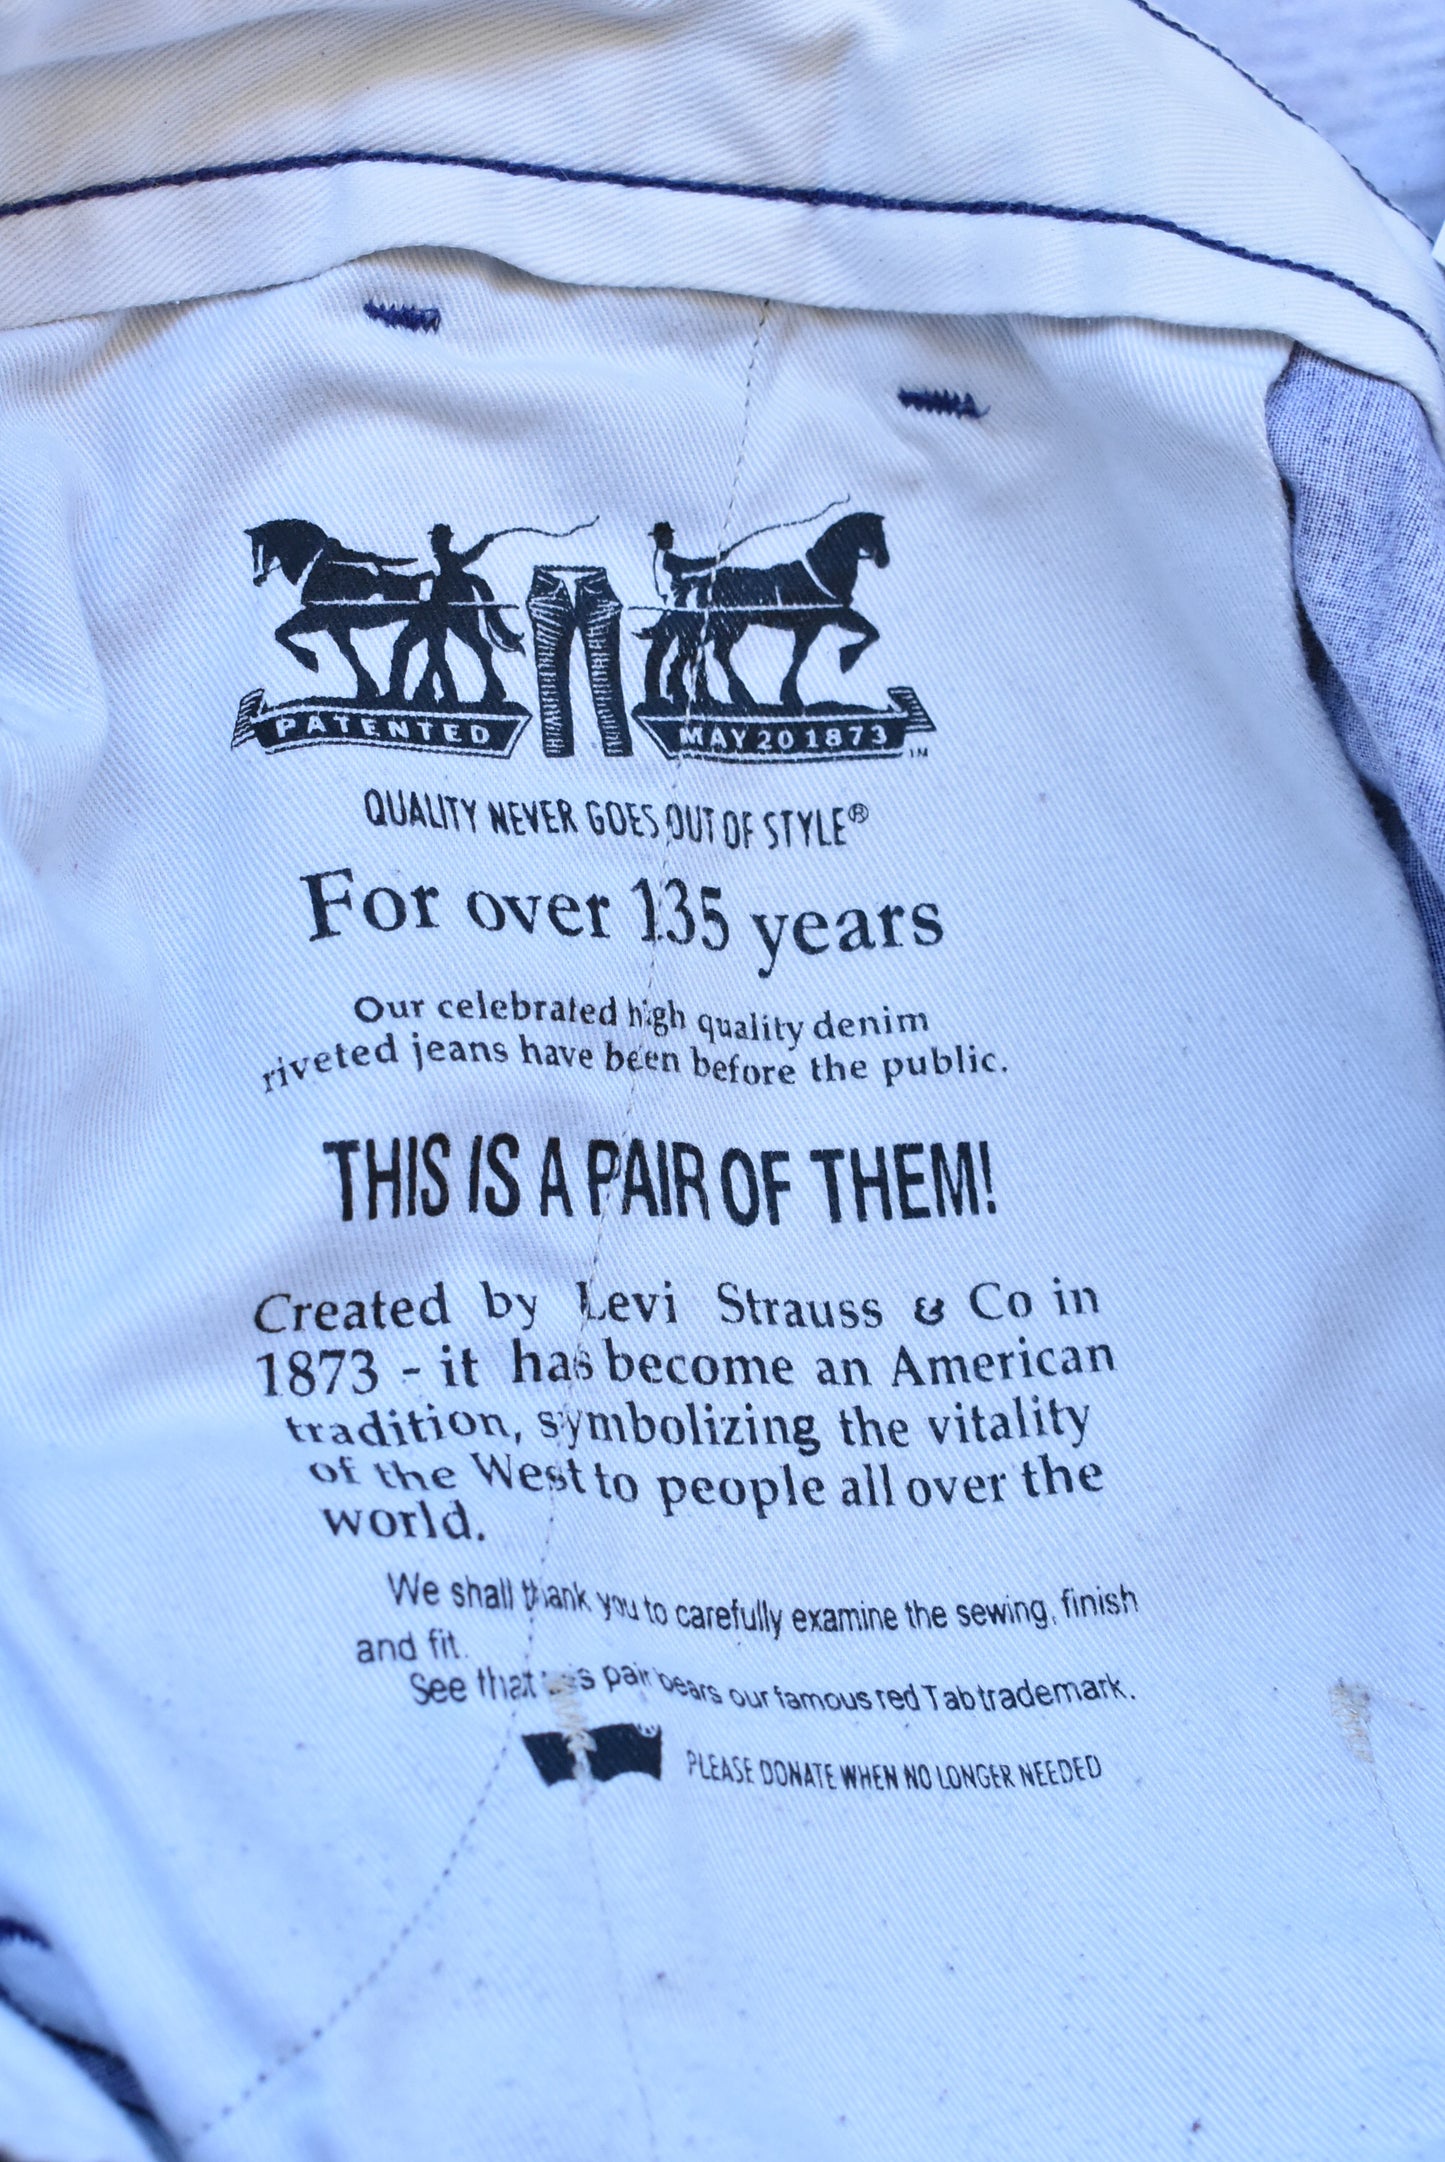 PATENTED MAY 20 1873 TM
QUALITY NEVER GOES OUT OF STYLE®
For over 135 years
Our celebrated high quality denim
riveted jeans have been before the public.
THIS IS A PAIR OF THEM!
Created by Levi Strauss & Co in
1873 - it has become an American
tradition, symbolizing the vitality
of the West to people all over the
world.
We shall thank you to carefully examine the sewing, finish
and fit.
See that this pair bears our famous red Tab trademark.
® PLEASE DONATE WHEN NO LONGER NEEDED